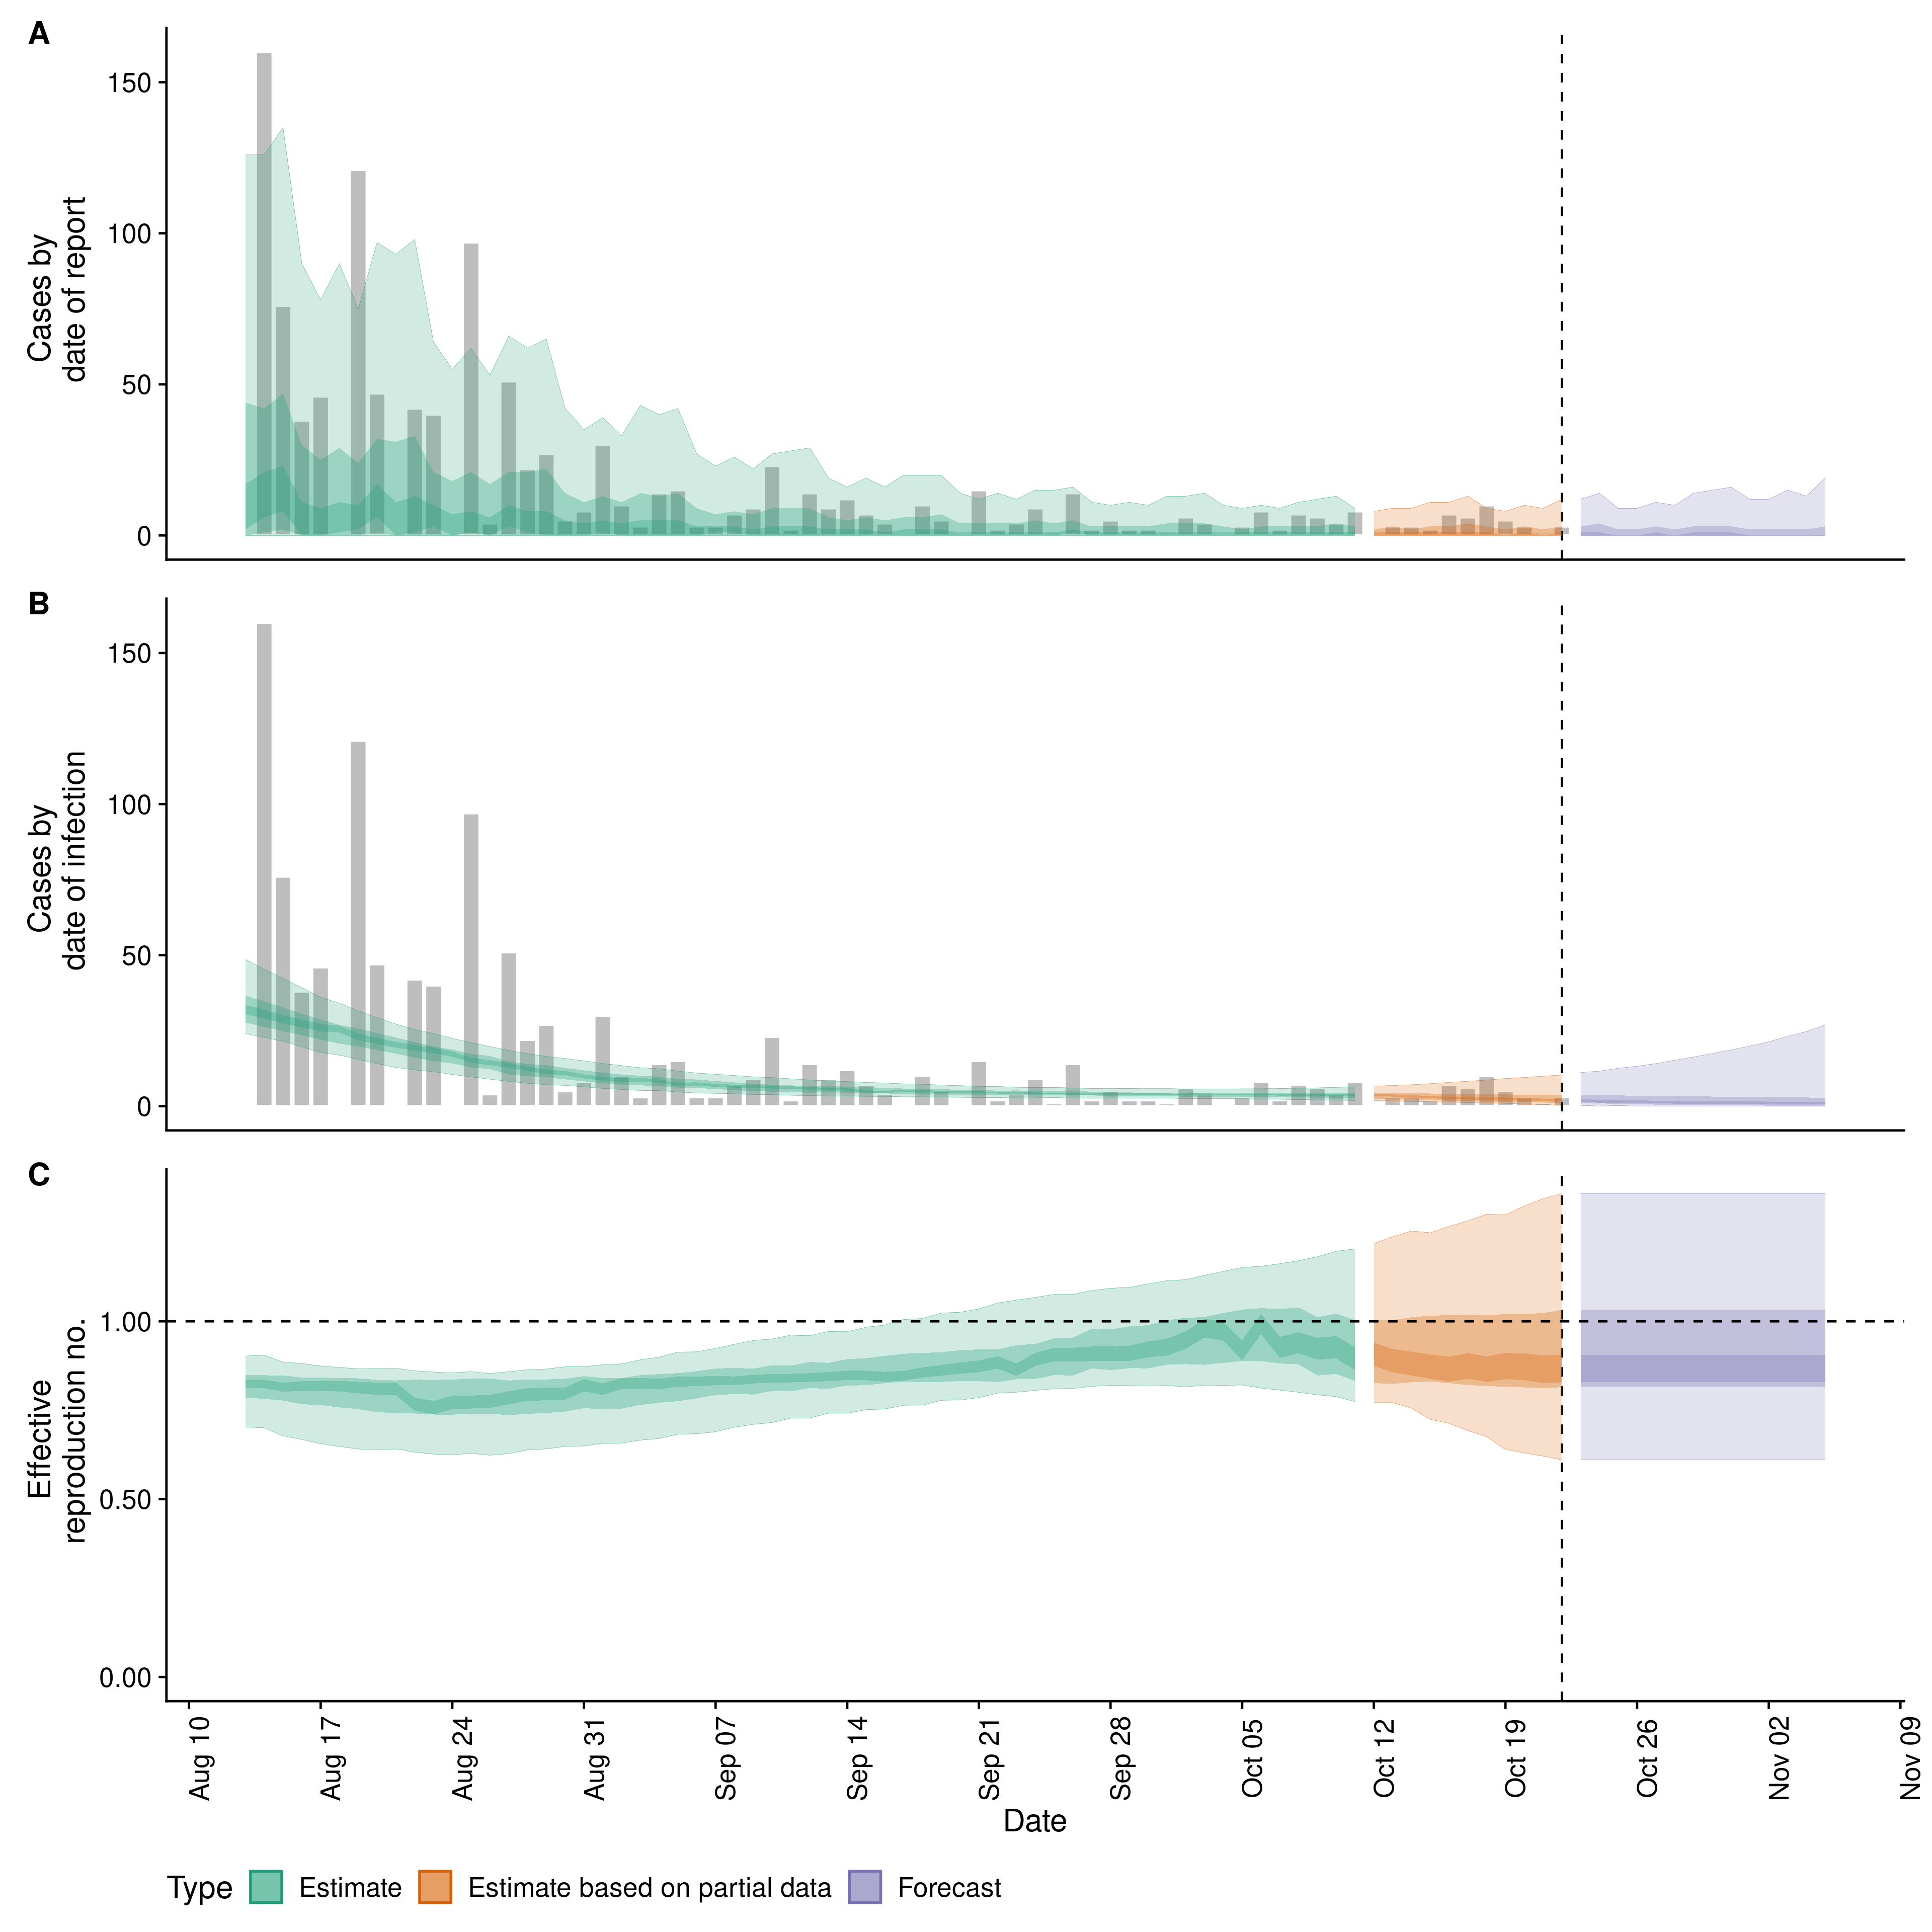 A
150
100
50
0
Cases by
date of report
B
150
100
50
0
Cases by
date of infection
C
1.00
0.50
0.00
Effective
reproduction no.
Aug 10
Aug 17
Aug 24
Aug 31
Sep 07
Sep 14
Sep 21
Sep 28
Oct 05
Oct 12
Oct 19
Oct 26
Nov 02
Nov 09
Date
Type Estimate Estimate based on partial data Forecast